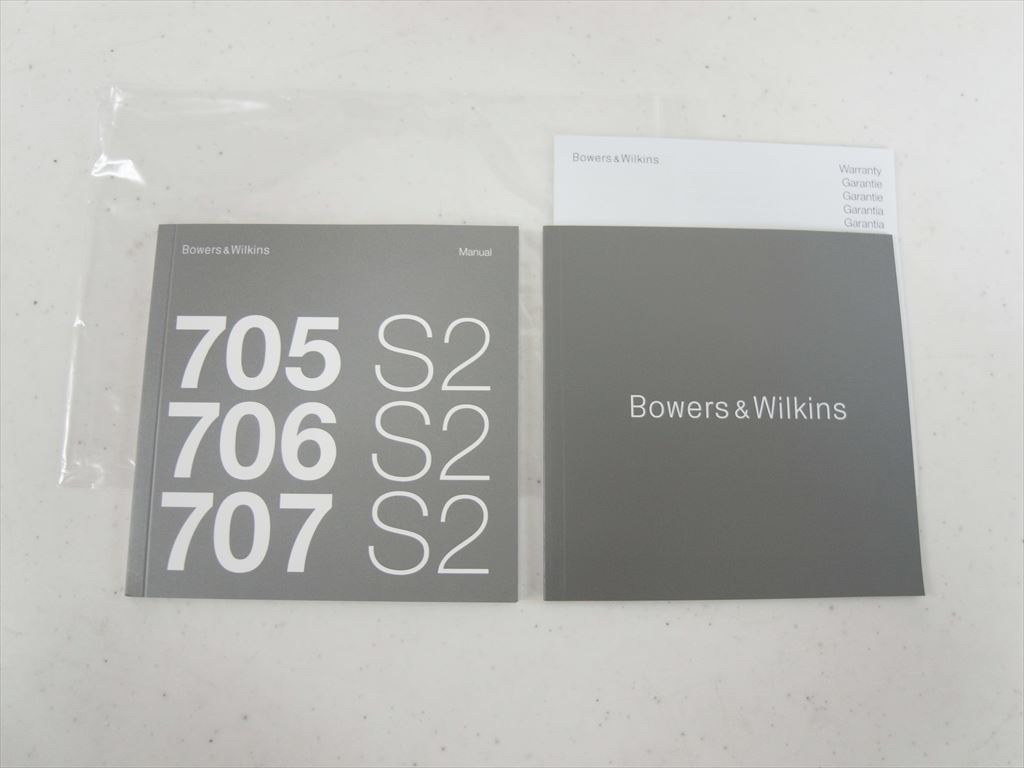 Bowers & Wilkins
Manual
705 S2
706 S2
707 S2
Bowers & Wilkins
Warranty
Garantie
Garantie
Garantia
Garantia
Bowers & Wilkins